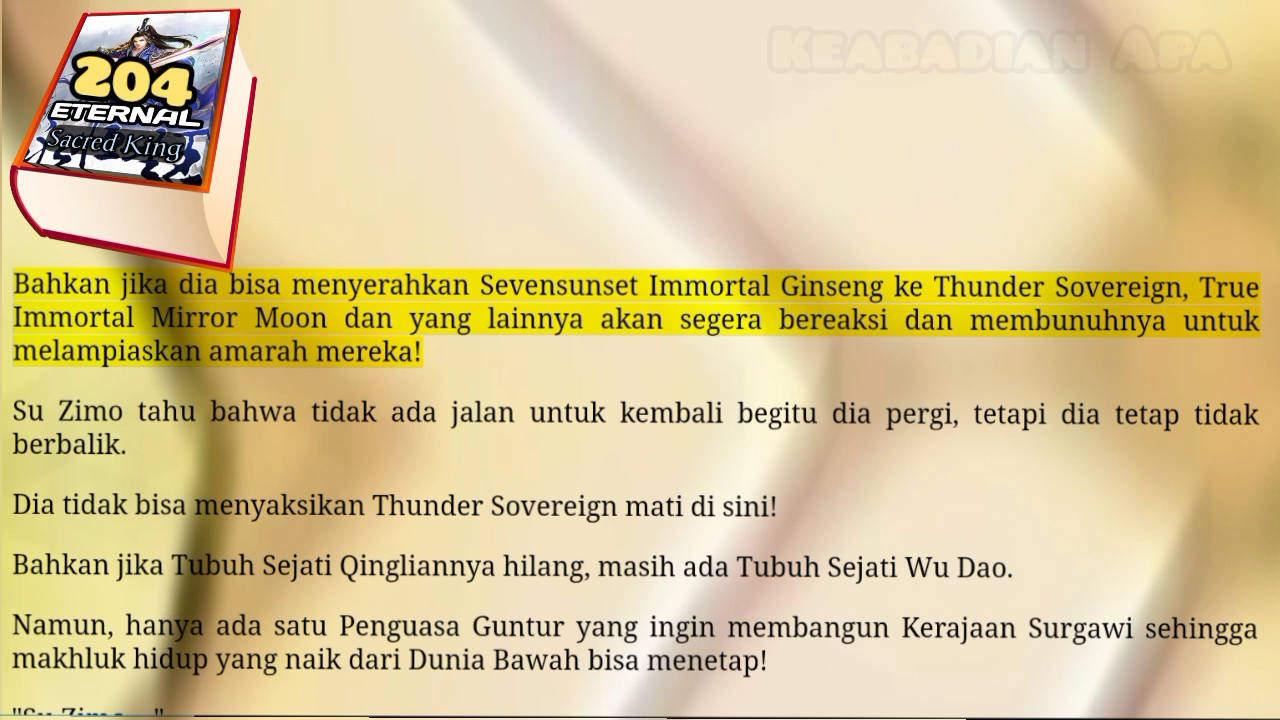 KEABADIAN APA
204
ETERNAL
Sacred King
Bahkan jika dia bisa menyerahkan Sevensunset Immortal Ginseng ke Thunder Sovereign, True
Immortal Mirror Moon dan yang lainnya akan segera bereaksi dan membunuhnya untuk
melampiaskan amarah mereka!
Su Zimo tahu bahwa tidak ada jalan untuk kembali begitu dia pergi, tetapi dia tetap tidak
berbalik.
Dia tidak bisa menyaksikan Thunder Sovereign mati di sini!
Bahkan jika Tubuh Sejati Qingliannya hilang, masih ada Tubuh Sejati Wu Dao.
Namun, hanya ada satu Penguasa Guntur yang ingin membangun Kerajaan Surgawi sehingga
makhluk hidup yang naik dari Dunia Bawah bisa menetap!